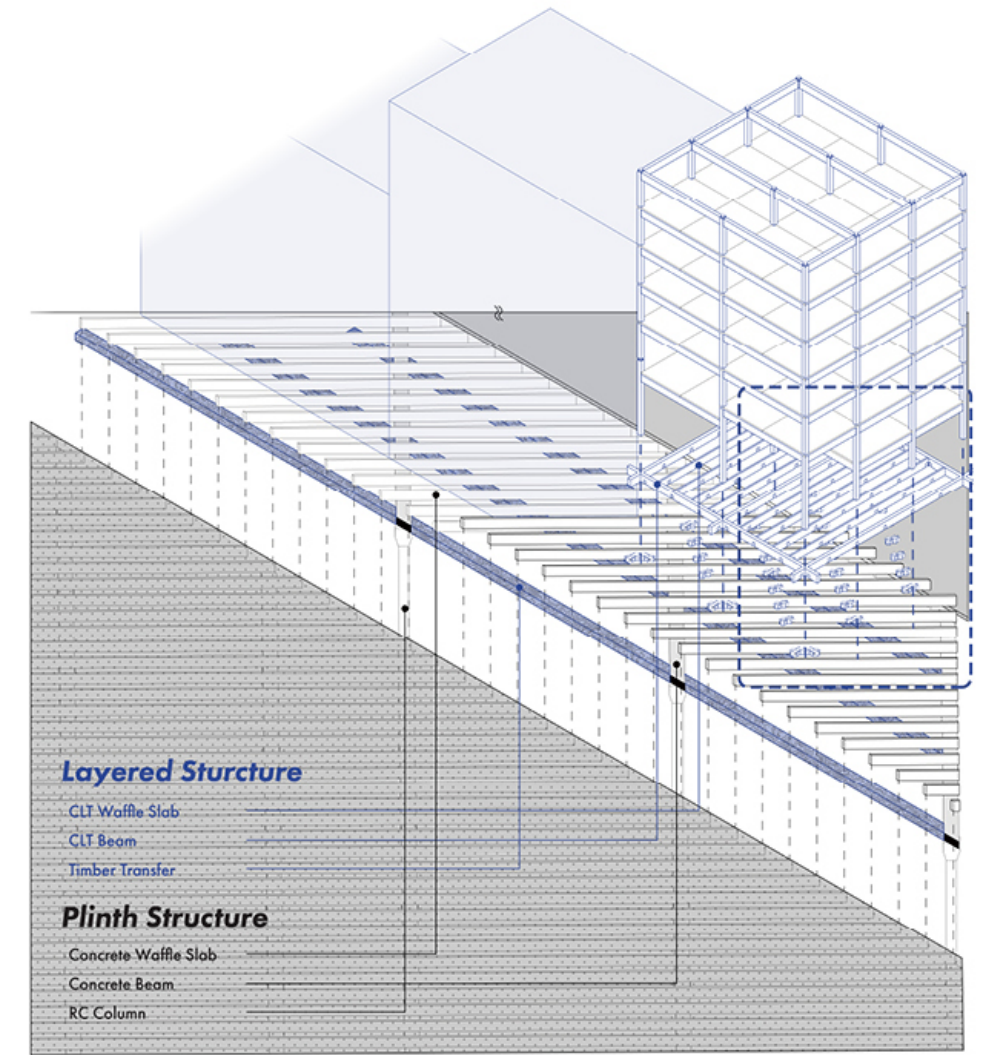 Layered Sturcture
CLT Waffle Slab
CLT Beam
Timber Transfer
Plinth Structure
Concrete Waffle Slab
Concrete Beam
RC Column